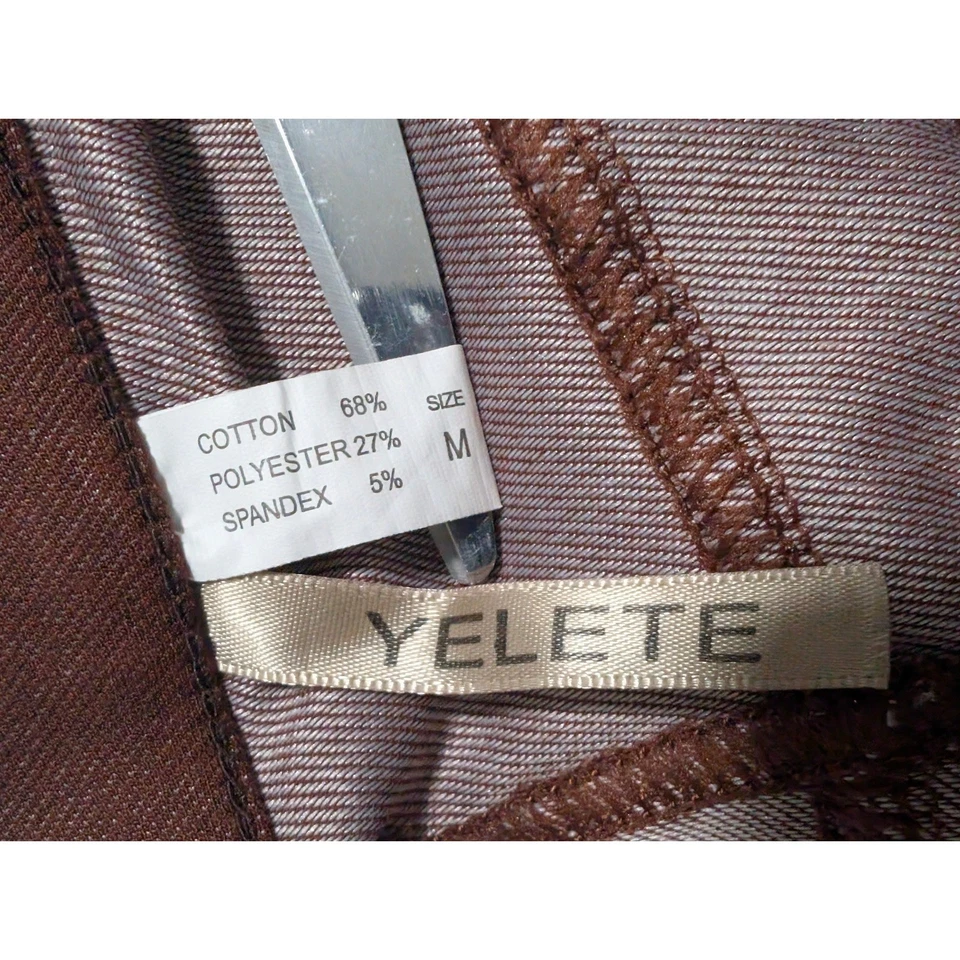 COTTON 68% SIZE
POLYESTER 27% M
SPANDEX 5%
YELETE